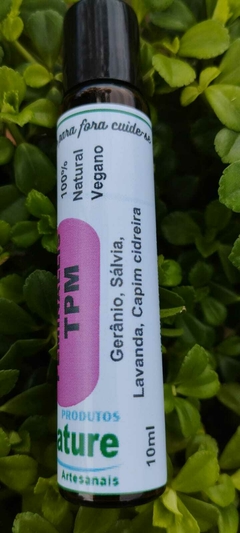 para fora cuide-se
100%
Natural
Vegano
TPM
Gerânio, Sálvia,
Lavanda, Capim cidreira
PRODUTOS
ature
Artesanais
10ml